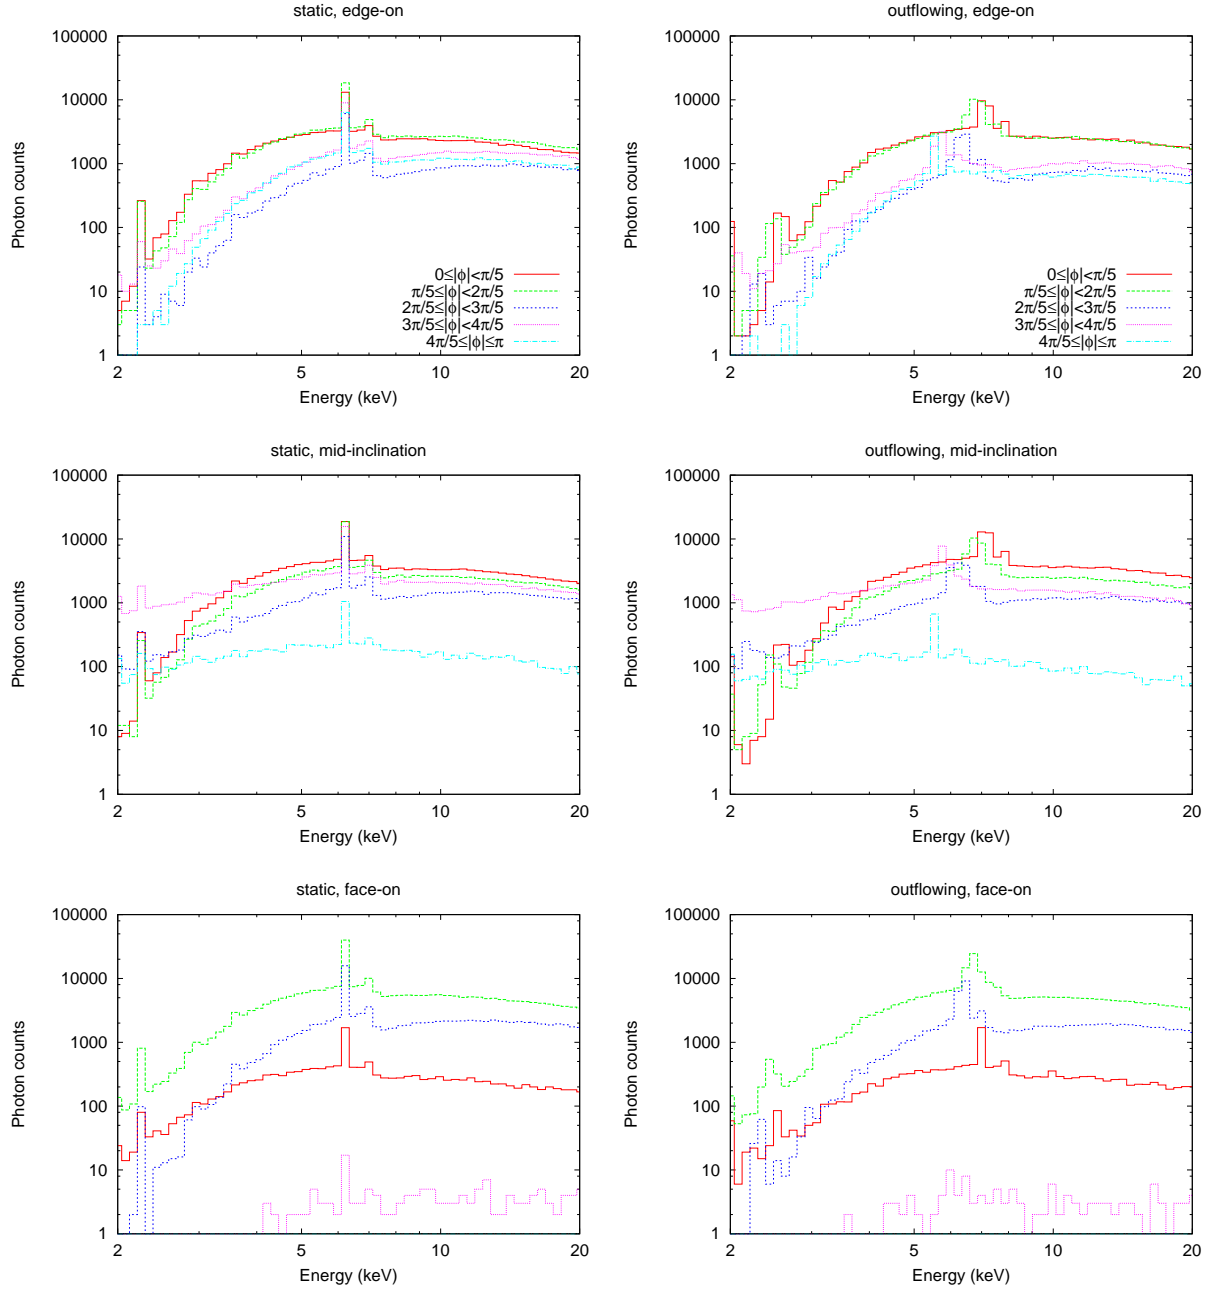 static, edge-on
100000
10000
1000
100
10
1
Photon counts
0≤|ϕ|<π/5
π/5≤|ϕ|<2π/5
2π/5≤|ϕ|<3π/5
3π/5≤|ϕ|<4π/5
4π/5≤|ϕ|≤π
2 5 10 20
Energy (keV)
outflowing, edge-on
100000
10000
1000
100
10
1
Photon counts
0≤|ϕ|<π/5
π/5≤|ϕ|<2π/5
2π/5≤|ϕ|<3π/5
3π/5≤|ϕ|<4π/5
4π/5≤|ϕ|≤π
2 5 10 20
Energy (keV)
static, mid-inclination
100000
10000
1000
100
10
1
Photon counts
2 5 10 20
Energy (keV)
outflowing, mid-inclination
100000
10000
1000
100
10
1
Photon counts
2 5 10 20
Energy (keV)
static, face-on
100000
10000
1000
100
10
1
Photon counts
2 5 10 20
Energy (keV)
outflowing, face-on
100000
10000
1000
100
10
1
Photon counts
2 5 10 20
Energy (keV)